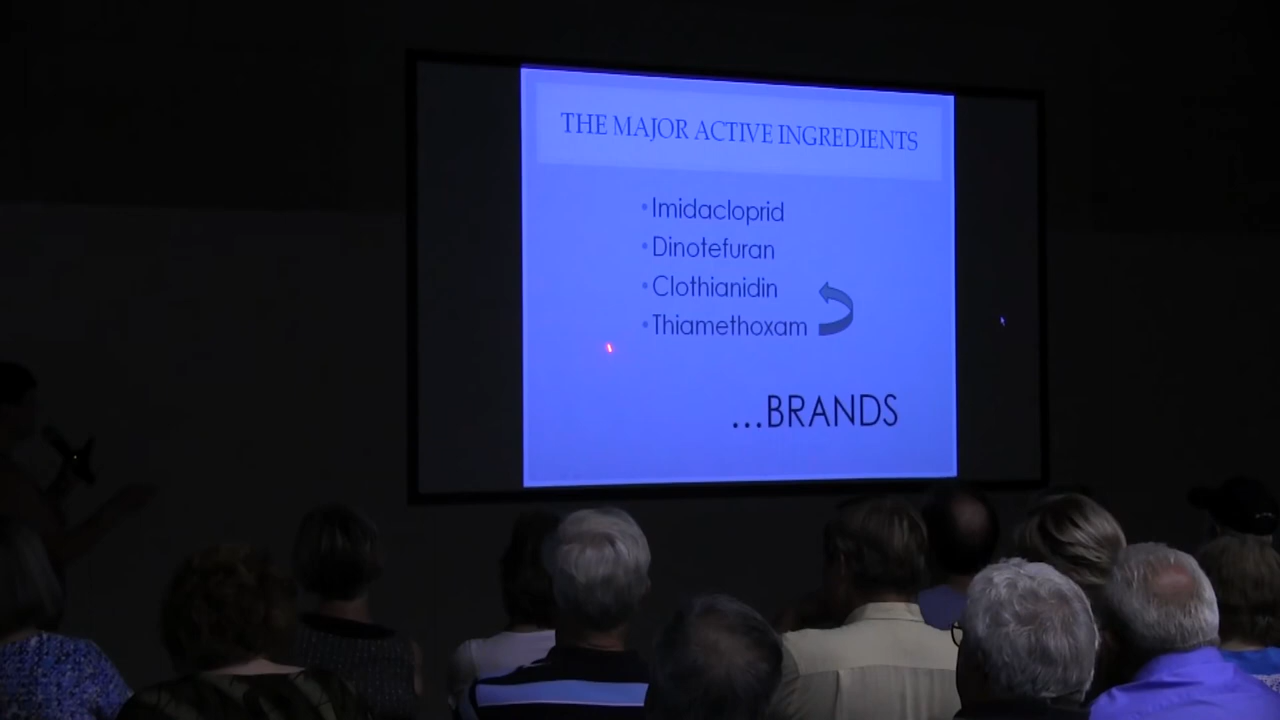 THE MAJOR ACTIVE INGREDIENTS
•Imidacloprid
•Dinotefuran
•Clothianidin
•Thiamethoxam
...BRANDS